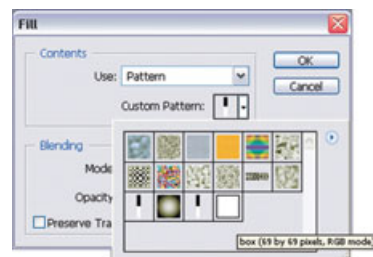 Fill
Contents
OK
Use: Pattern
Cancel
Custom Pattern:
Blending
Mode
Opacity
Preserve Tra
box (69 by 69 pixels, RGB mode)